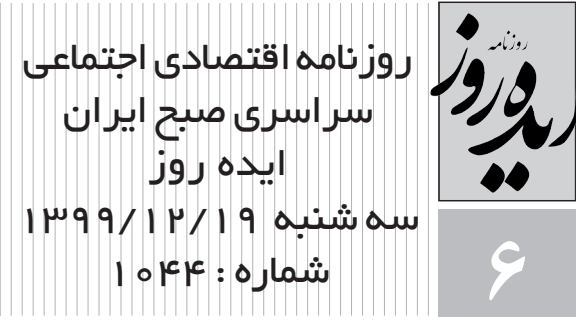 روزنامه
ایده روز
۶
روزنامه اقتصادی اجتماعی
سراسری صبح ایران
ایده روز
سه شنبه ۱۳۹۹/۱۲/۱۹
شماره : ۱۰۴۴